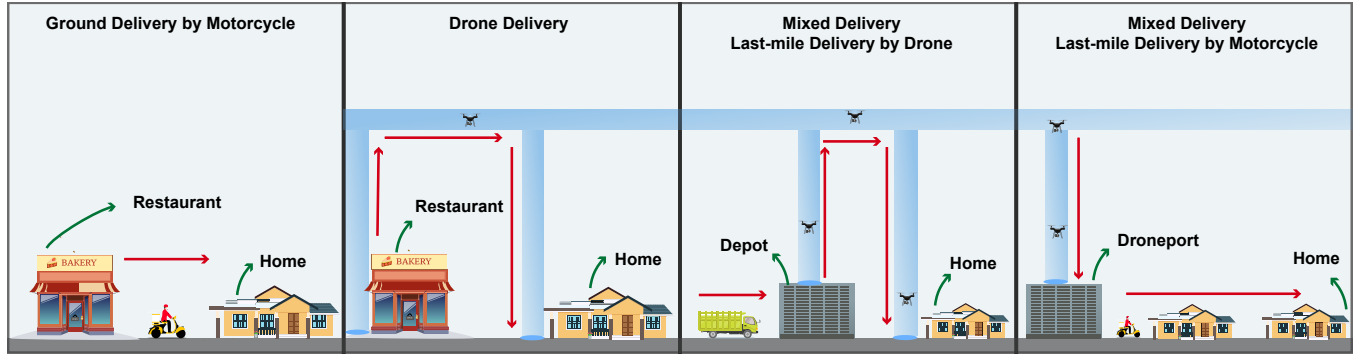 Ground Delivery by Motorcycle
Restaurant
BAKERY
Home
Drone Delivery
Restaurant
BAKERY
Home
Mixed Delivery
Last-mile Delivery by Drone
Depot
Home
Mixed Delivery
Last-mile Delivery by Motorcycle
Droneport
Home